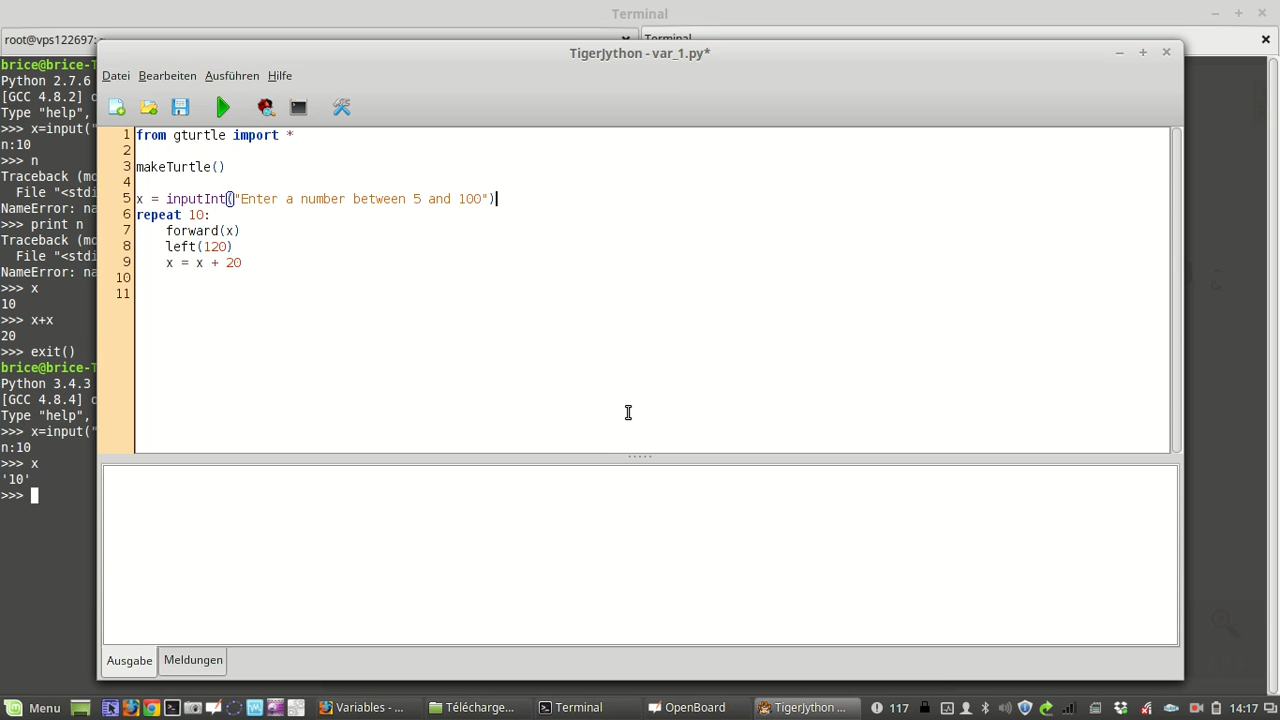 Terminal
root@vps122697: ~
Terminal
TigerJython - var_1.py*
Datei Bearbeiten Ausführen Hilfe
1 from gturtle import *
2
3 makeTurtle()
4
5 x = inputInt("Enter a number between 5 and 100")
6 repeat 10:
7 forward(x)
8 left(120)
9 x = x + 20
10
11
Ausgabe Meldungen
brice@brice-T
Python 2.7.6
[GCC 4.8.2] o
Type "help",
>>> x=input("
n:10
>>> n
Traceback (mo
File "<stdi
NameError: na
>>> print n
Traceback (mo
File "<stdi
NameError: na
>>> x
10
>>> x+x
20
>>> exit()
brice@brice-T
Python 3.4.3
[GCC 4.8.4] o
Type "help",
>>> x=input("
n:10
>>> x
'10'
>>>
Menu Variables - ... Télécharge... Terminal OpenBoard TigerJython ... 117 14:17